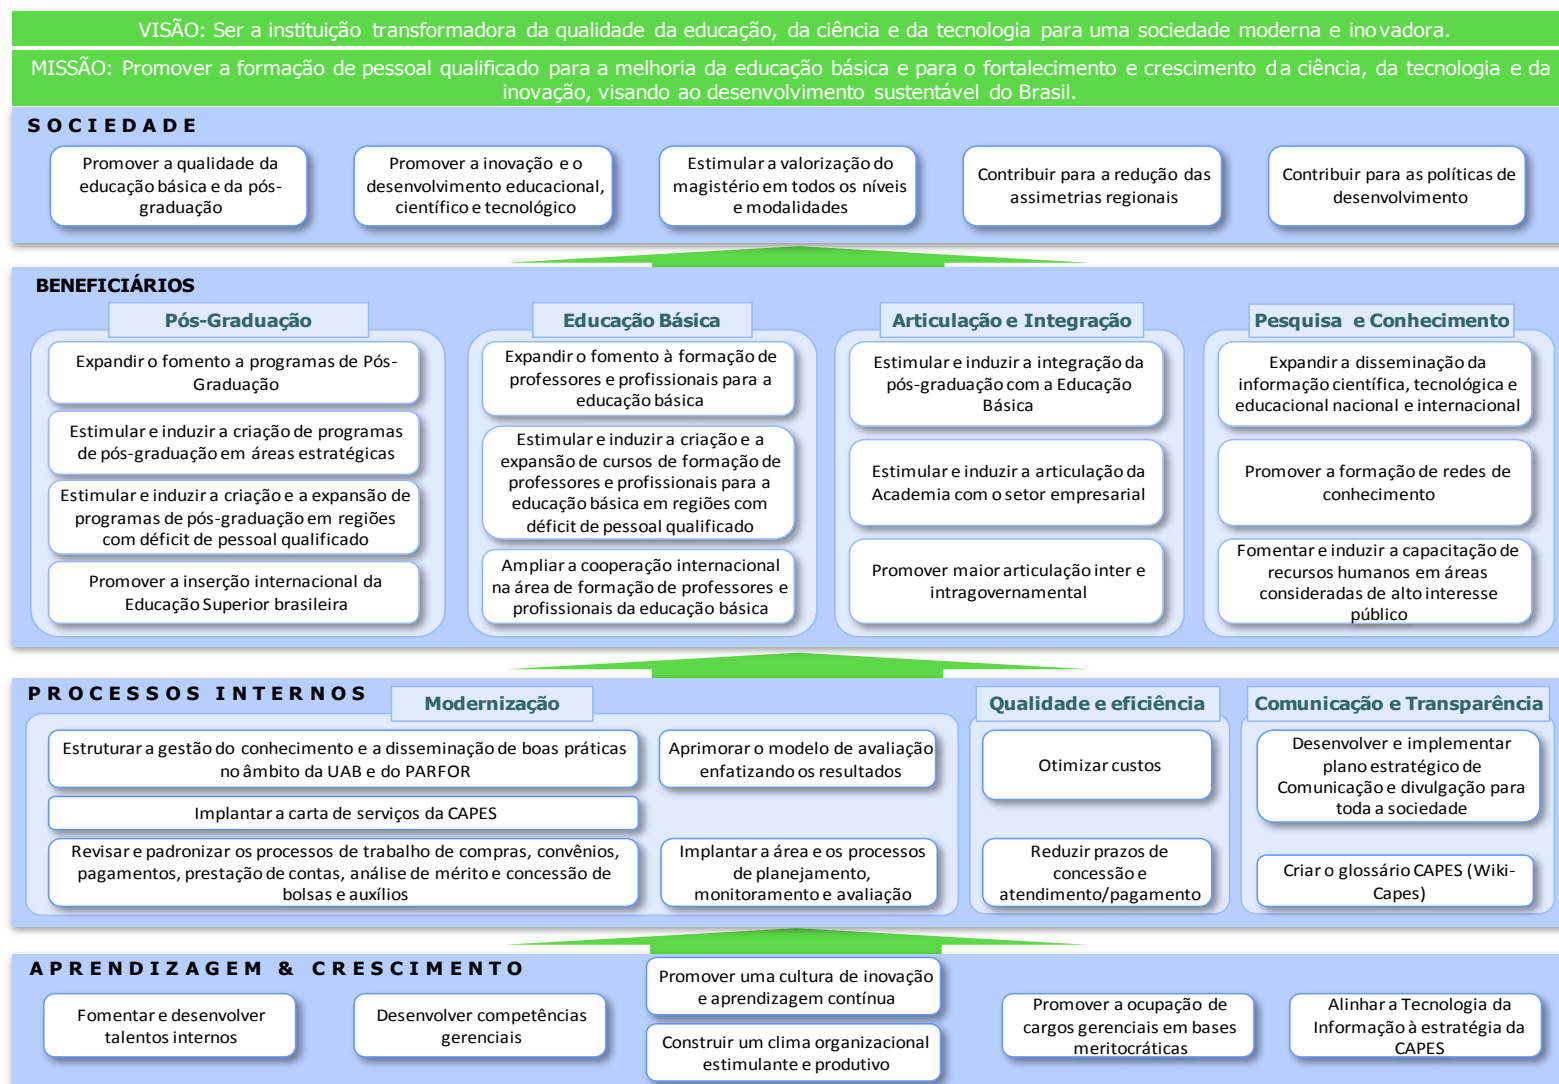 VISÃO: Ser a instituição transformadora da qualidade da educação, da ciência e da tecnologia para uma sociedade moderna e inovadora.
MISSÃO: Promover a formação de pessoal qualificado para a melhoria da educação básica e para o fortalecimento e crescimento da ciência, da tecnologia e da
inovação, visando ao desenvolvimento sustentável do Brasil.
SOCIEDADE
Promover a qualidade da
educação básica e da pós-
graduação
Promover a inovação e o
desenvolvimento educacional,
científico e tecnológico
Estimular a valorização do
magistério em todos os níveis
e modalidades
Contribuir para a redução das
assimetrias regionais
Contribuir para as políticas de
desenvolvimento
BENEFICIÁRIOS
Pós-Graduação
Expandir o fomento a programas de Pós-
Graduação
Estimular e induzir a criação de programas
de pós-graduação em áreas estratégicas
Estimular e induzir a criação e a expansão de
programas de pós-graduação em regiões
com déficit de pessoal qualificado
Promover a inserção internacional da
Educação Superior brasileira
Educação Básica
Expandir o fomento à formação de
professores e profissionais para a
educação básica
Estimular e induzir a criação e a
expansão de cursos de formação de
professores e profissionais para a
educação básica em regiões com
déficit de pessoal qualificado
Ampliar a cooperação internacional
na área de formação de professores e
profissionais da educação básica
Articulação e Integração
Estimular e induzir a integração da
pós-graduação com a Educação
Básica
Estimular e induzir a articulação da
Academia com o setor empresarial
Promover maior articulação inter e
intragovernamental
Pesquisa e Conhecimento
Expandir a disseminação da
informação científica, tecnológica e
educacional nacional e internacional
Promover a formação de redes de
conhecimento
Fomentar e induzir a capacitação de
recursos humanos em áreas
consideradas de alto interesse
público
PROCESSOS INTERNOS
Modernização
Estruturar a gestão do conhecimento e a disseminação de boas práticas
no âmbito da UAB e do PARFOR
Implantar a carta de serviços da CAPES
Revisar e padronizar os processos de trabalho de compras, convênios,
pagamentos, prestação de contas, análise de mérito e concessão de
bolsas e auxílios
Aprimorar o modelo de avaliação
enfatizando os resultados
Implantar a área e os processos
de planejamento,
monitoramento e avaliação
Qualidade e eficiência
Otimizar custos
Reduzir prazos de
concessão e
atendimento/pagamento
Comunicação e Transparência
Desenvolver e implementar
plano estratégico de
Comunicação e divulgação para
toda a sociedade
Criar o glossário CAPES (Wiki-
Capes)
APRENDIZAGEM & CRESCIMENTO
Fomentar e desenvolver
talentos internos
Desenvolver competências
gerenciais
Promover uma cultura de inovação
e aprendizagem contínua
Construir um clima organizacional
estimulante e produtivo
Promover a ocupação de
cargos gerenciais em bases
meritocráticas
Alinhar a Tecnologia da
Informação à estratégia da
CAPES